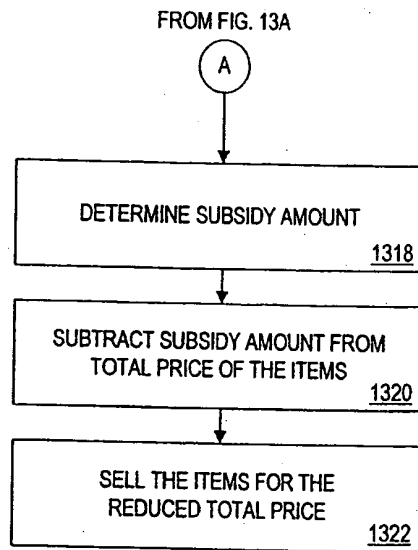 FROM FIG. 13A
A
DETERMINE SUBSIDY AMOUNT
1318
SUBTRACT SUBSIDY AMOUNT FROM
TOTAL PRICE OF THE ITEMS
1320
SELL THE ITEMS FOR THE
REDUCED TOTAL PRICE
1322